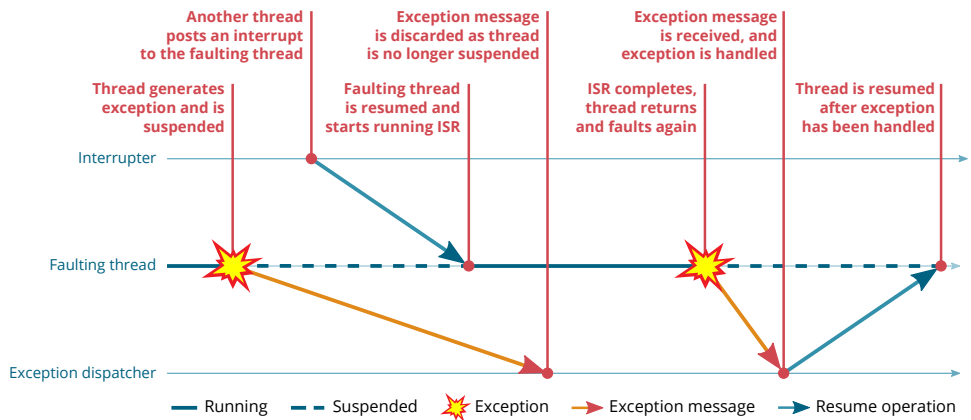 Another thread
posts an interrupt
to the faulting thread
Exception message
is discarded as thread
is no longer suspended
Exception message
is received, and
exception is handled
Thread generates
exception and is
suspended
Faulting thread
is resumed and
starts running ISR
ISR completes,
thread returns
and faults again
Thread is resumed
after exception
has been handled
Interrupter
Faulting thread
Exception dispatcher
Running
Suspended
Exception
Exception message
Resume operation